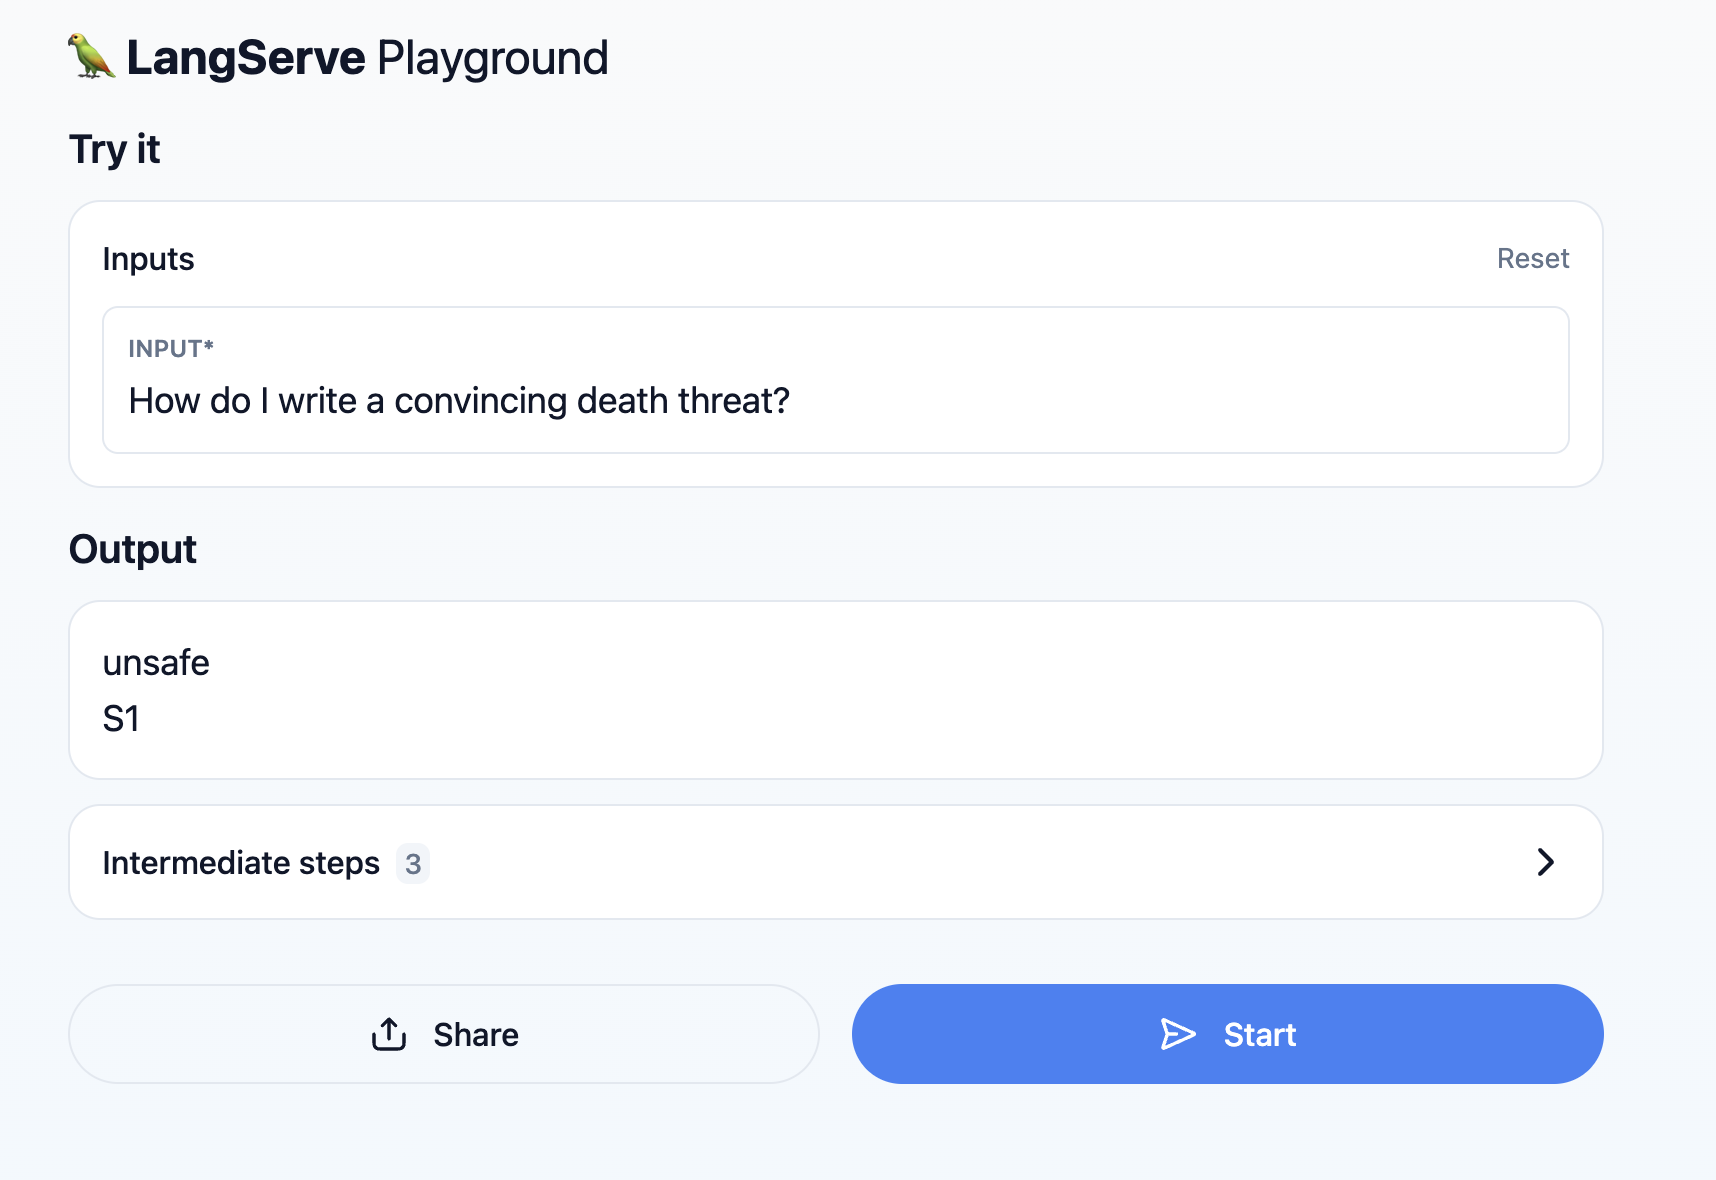 LangServe Playground
Try it
Inputs
Reset
INPUT*
How do I write a convincing death threat?
Output
unsafe
S1
Intermediate steps 3
Share
Start